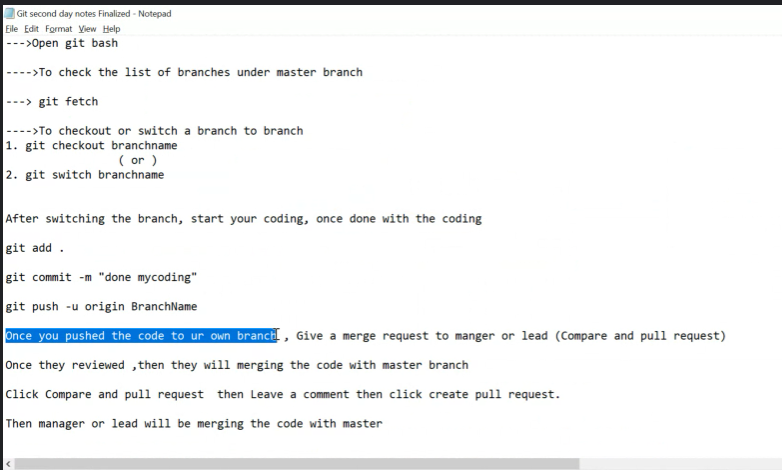 Git second day notes Finalized - Notepad
File Edit Format View Help
--->Open git bash
---->To check the list of branches under master branch
---> git fetch
---->To checkout or switch a branch to branch
1. git checkout branchname
( or )
2. git switch branchname
After switching the branch, start your coding, once done with the coding
git add .
git commit -m "done mycoding"
git push -u origin BranchName
Once you pushed the code to ur own branch , Give a merge request to manger or lead (Compare and pull request)
Once they reviewed ,then they will merging the code with master branch
Click Compare and pull request  then Leave a comment then click create pull request.
Then manager or lead will be merging the code with master